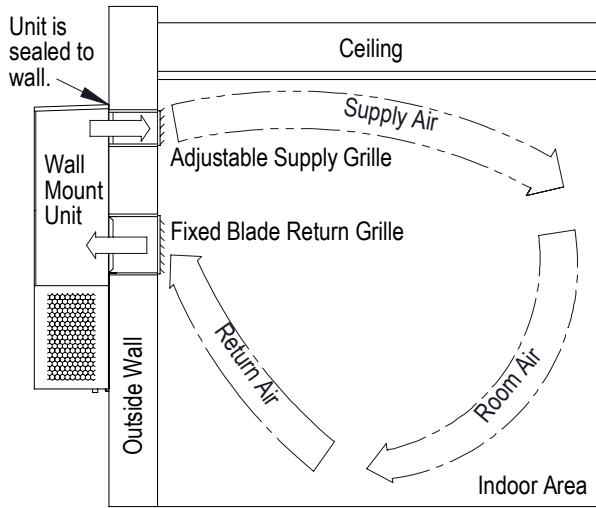 Unit is
sealed to
wall.
Ceiling
Supply Air
Adjustable Supply Grille
Wall
Mount
Unit
Fixed Blade Return Grille
Return Air
Room Air
Outside Wall
Indoor Area